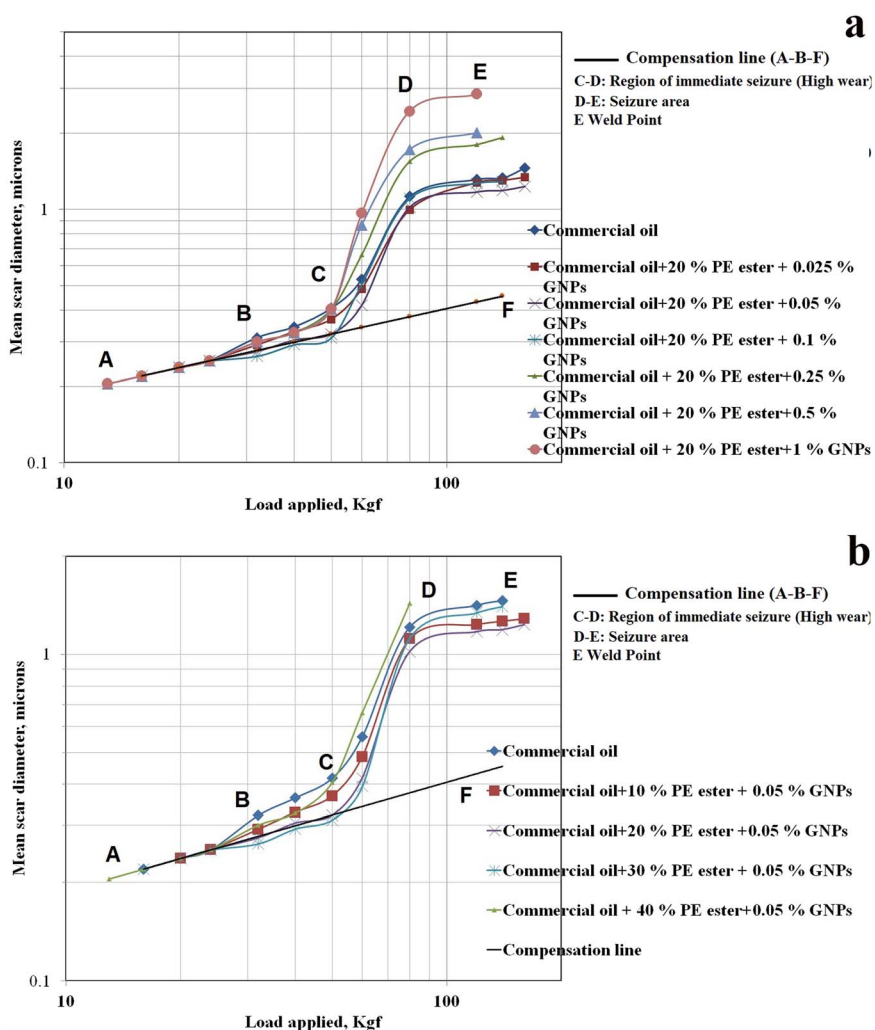 a
Compensation line (A-B-F)
C-D: Region of immediate seizure (High wear)
D-E: Seizure area
E Weld Point
Mean scar diameter, microns
1
0.1
A
B
C
D
E
F
Commercial oil
Commercial oil+20 % PE ester + 0.025 %
GNPs
Commercial oil+20 % PE ester +0.05 %
GNPs
Commercial oil+20 % PE ester + 0.1 %
GNPs
Commercial oil + 20 % PE ester+0.25 %
GNPs
Commercial oil + 20 % PE ester+0.5 %
GNPs
Commercial oil + 20 % PE ester+1 % GNPs
10
100
Load applied, Kgf
b
Compensation line (A-B-F)
C-D: Region of immediate seizure (High wear)
D-E: Seizure area
E Weld Point
Mean scar diameter, microns
1
0.1
A
B
C
D
E
F
Commercial oil
Commercial oil+10 % PE ester + 0.05 % GNPs
Commercial oil+20 % PE ester +0.05 % GNPs
Commercial oil+30 % PE ester + 0.05 % GNPs
Commercial oil + 40 % PE ester+0.05 % GNPs
Compensation line
10
100
Load applied, Kgf